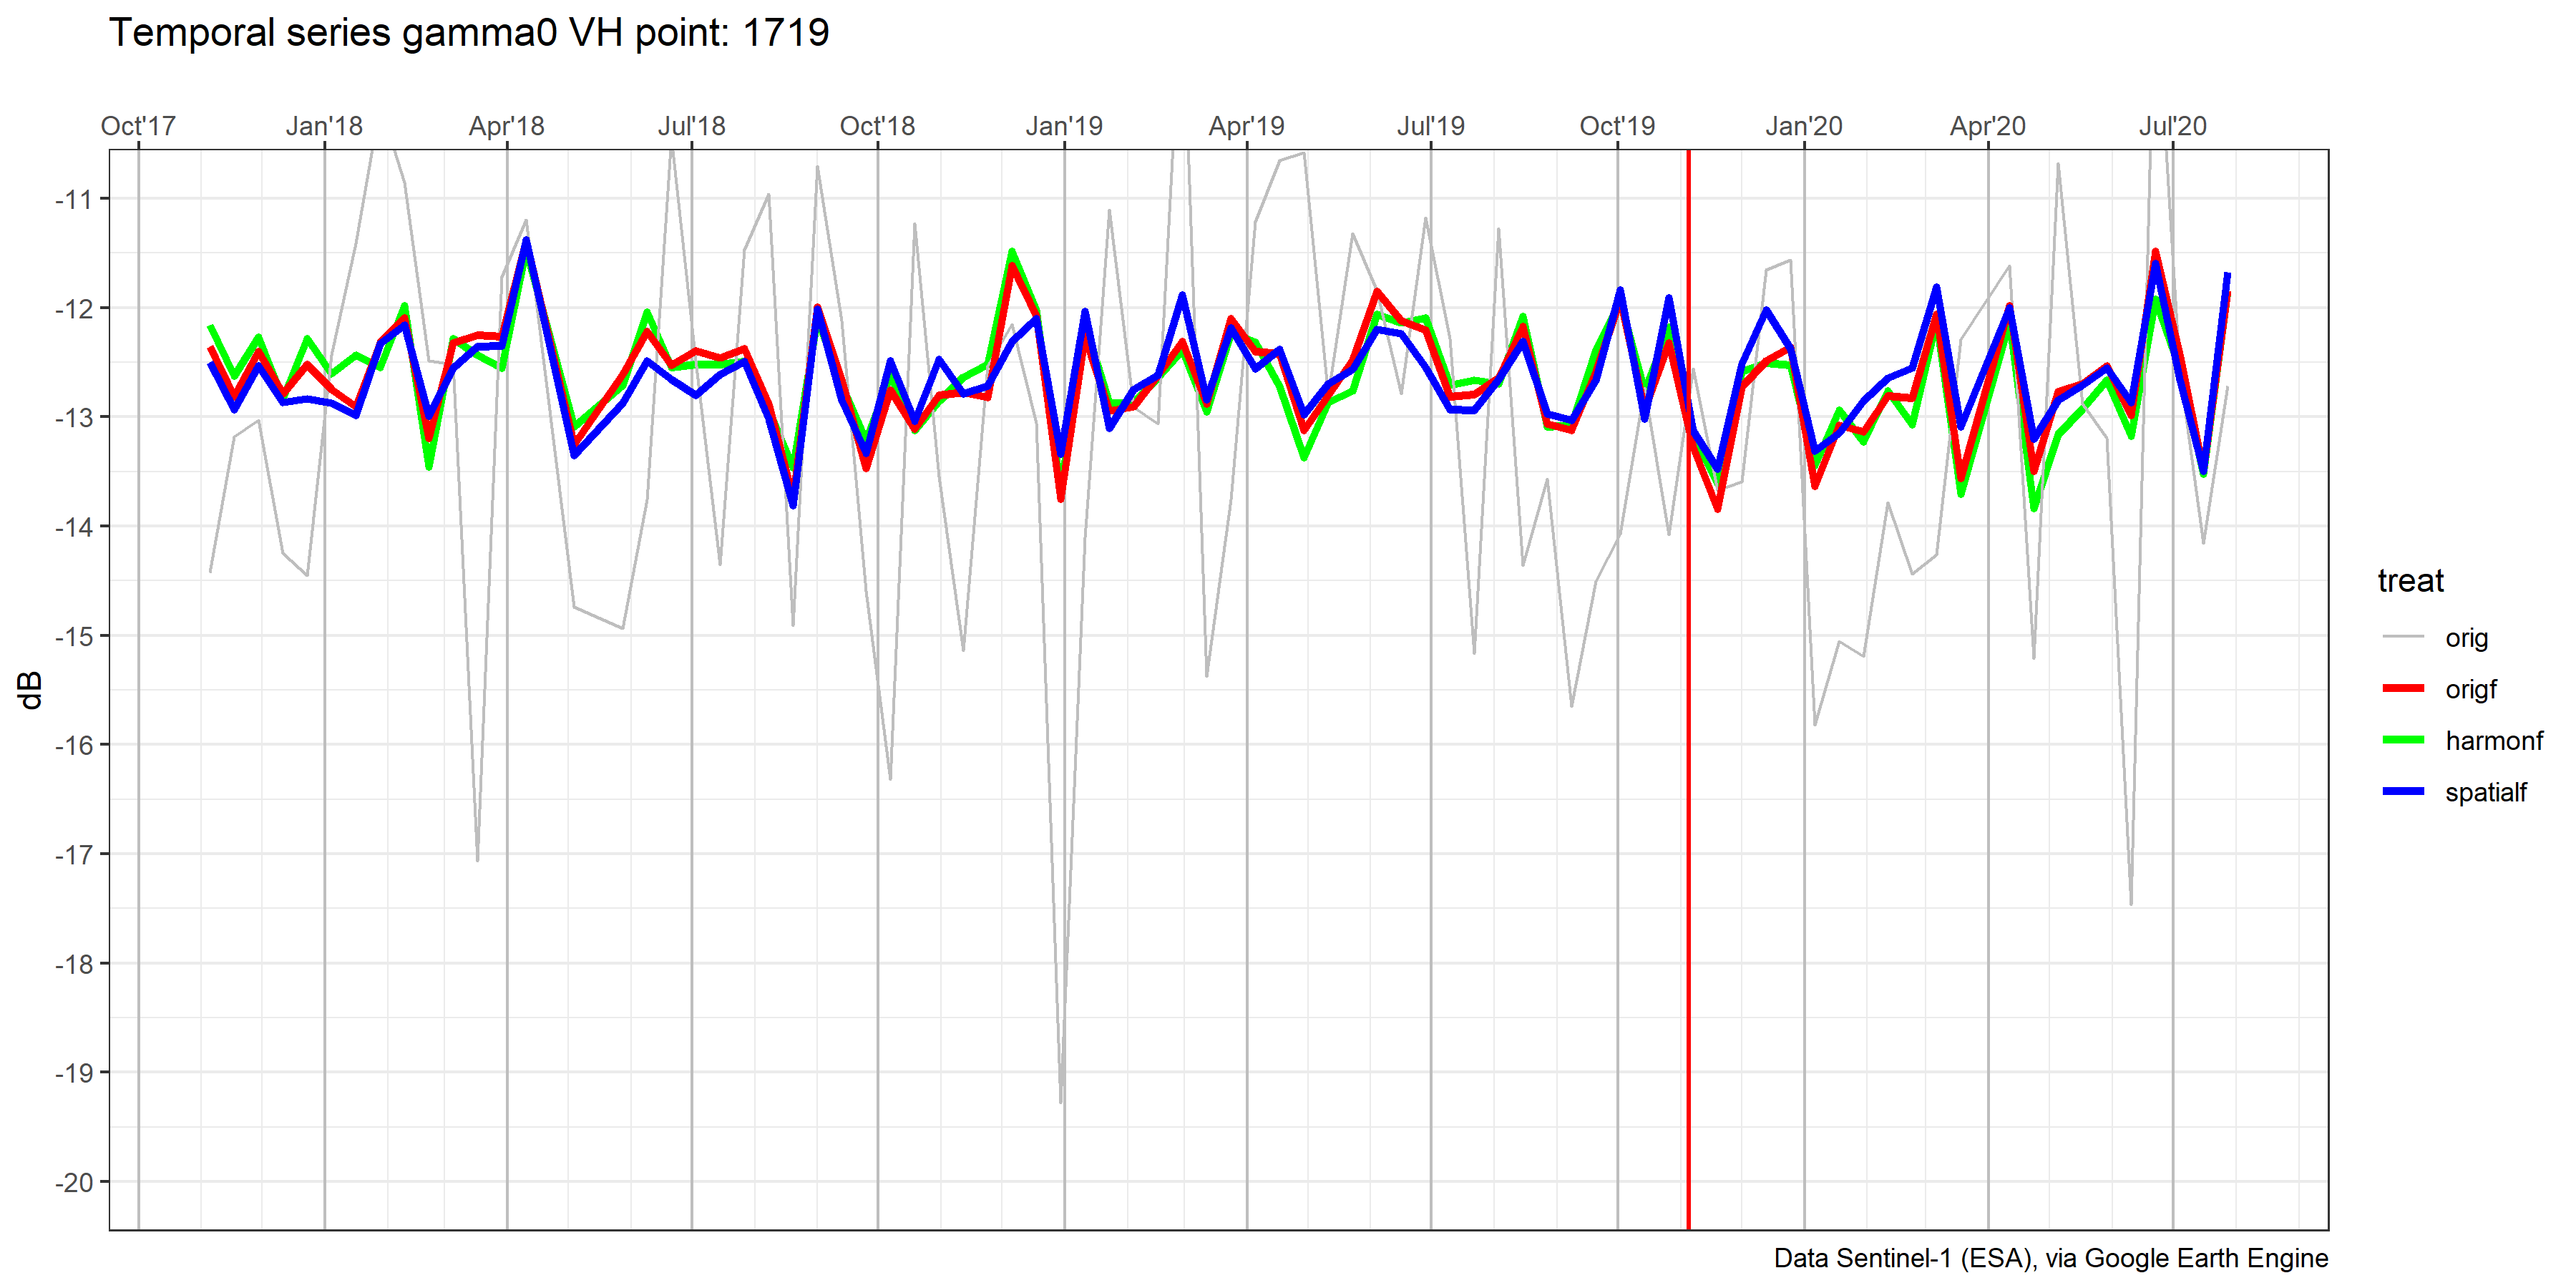 Temporal series gamma0 VH point: 1719
Oct'17 Jan'18 Apr'18 Jul'18 Oct'18 Jan'19 Apr'19 Jul'19 Oct'19 Jan'20 Apr'20 Jul'20
-11
-12
-13
-14
-15
-16
-17
-18
-19
-20
dB
treat
orig
origf
harmonf
spatialf
Data Sentinel-1 (ESA), via Google Earth Engine